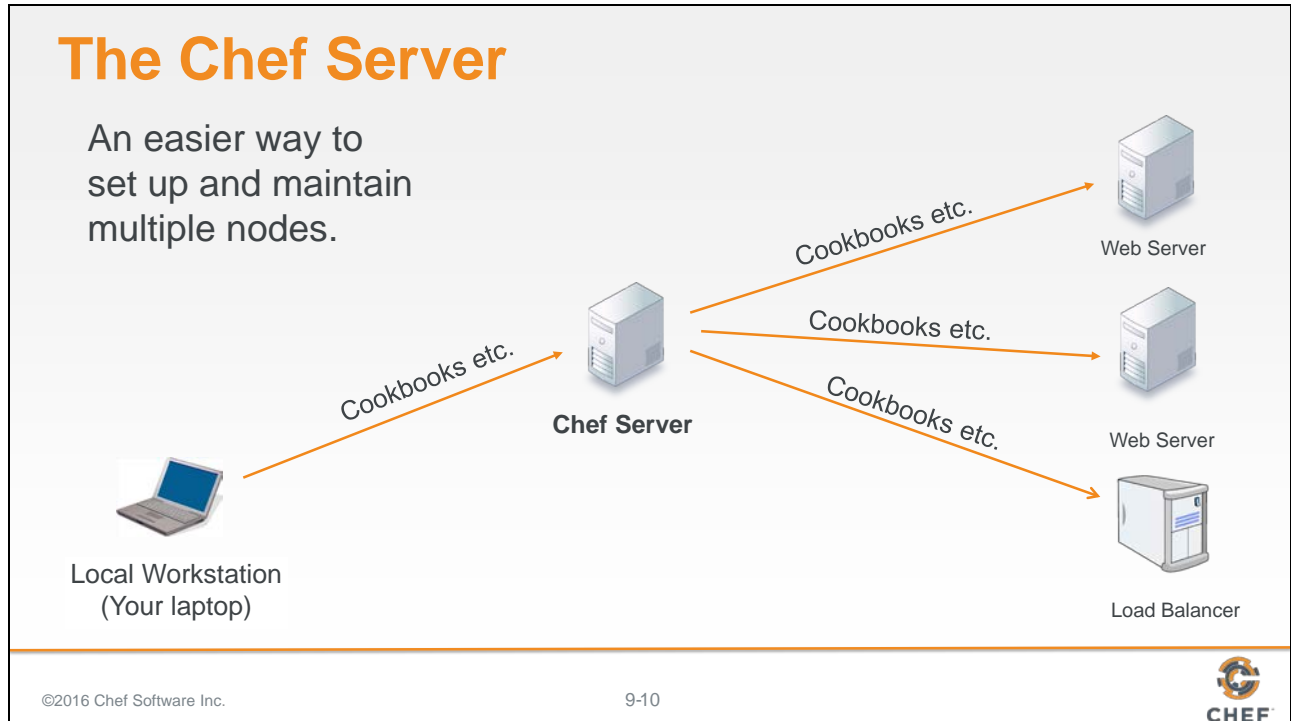 The Chef Server
An easier way to
set up and maintain
multiple nodes.
Cookbooks etc.
Web Server
Cookbooks etc.
Cookbooks etc.
Cookbooks etc.
Chef Server
Web Server
Local Workstation
(Your laptop)
Load Balancer
©2016 Chef Software Inc.
9-10
CHEF